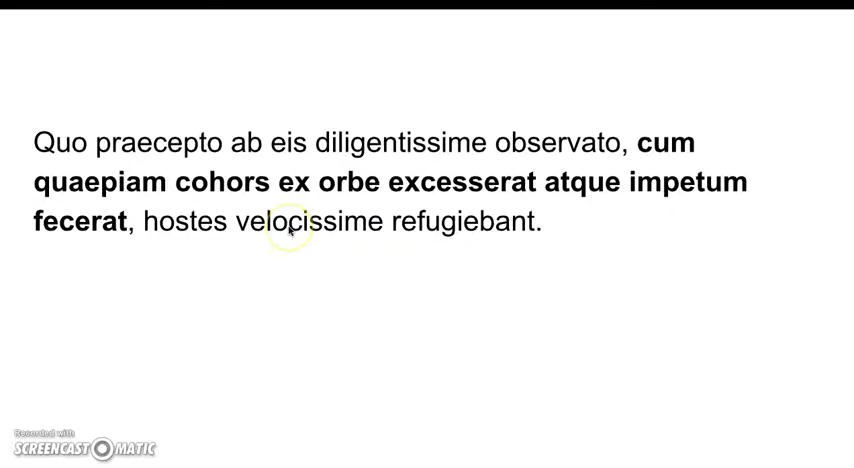 Quo praecepto ab eis diligentissime observato, cum
quaepiam cohors ex orbe excesserat atque impetum
fecerat, hostes velocissime refugiebant.
Recorded with
SCREENCAST-O-MATIC